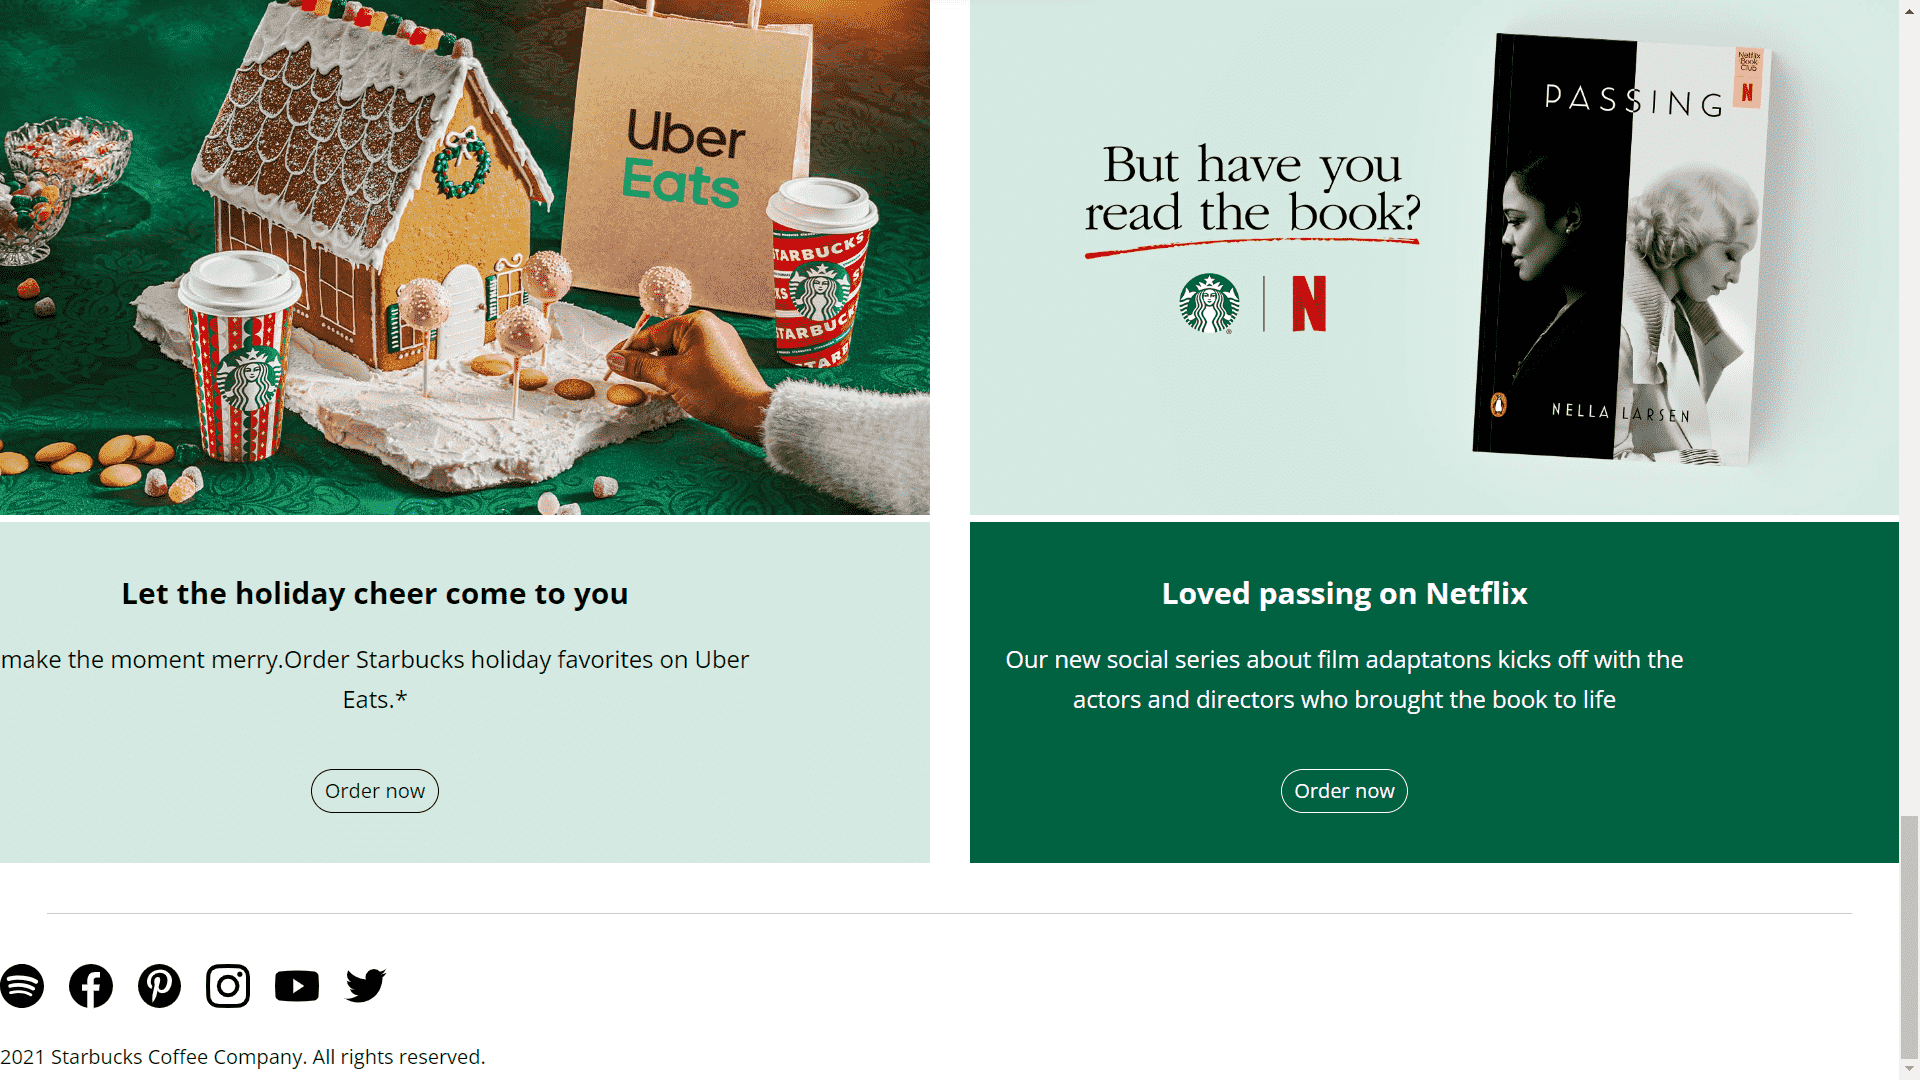 Uber
Eats
STARBUCKS
TARBUCKS
STARBUCK
STAR
But have you
read the book?
PASSING
Netflix
Book
Club
N
NELLA LARSEN
Let the holiday cheer come to you
make the moment merry.Order Starbucks holiday favorites on Uber
Eats.*
Order now
Loved passing on Netflix
Our new social series about film adaptatons kicks off with the
actors and directors who brought the book to life
Order now
2021 Starbucks Coffee Company. All rights reserved.